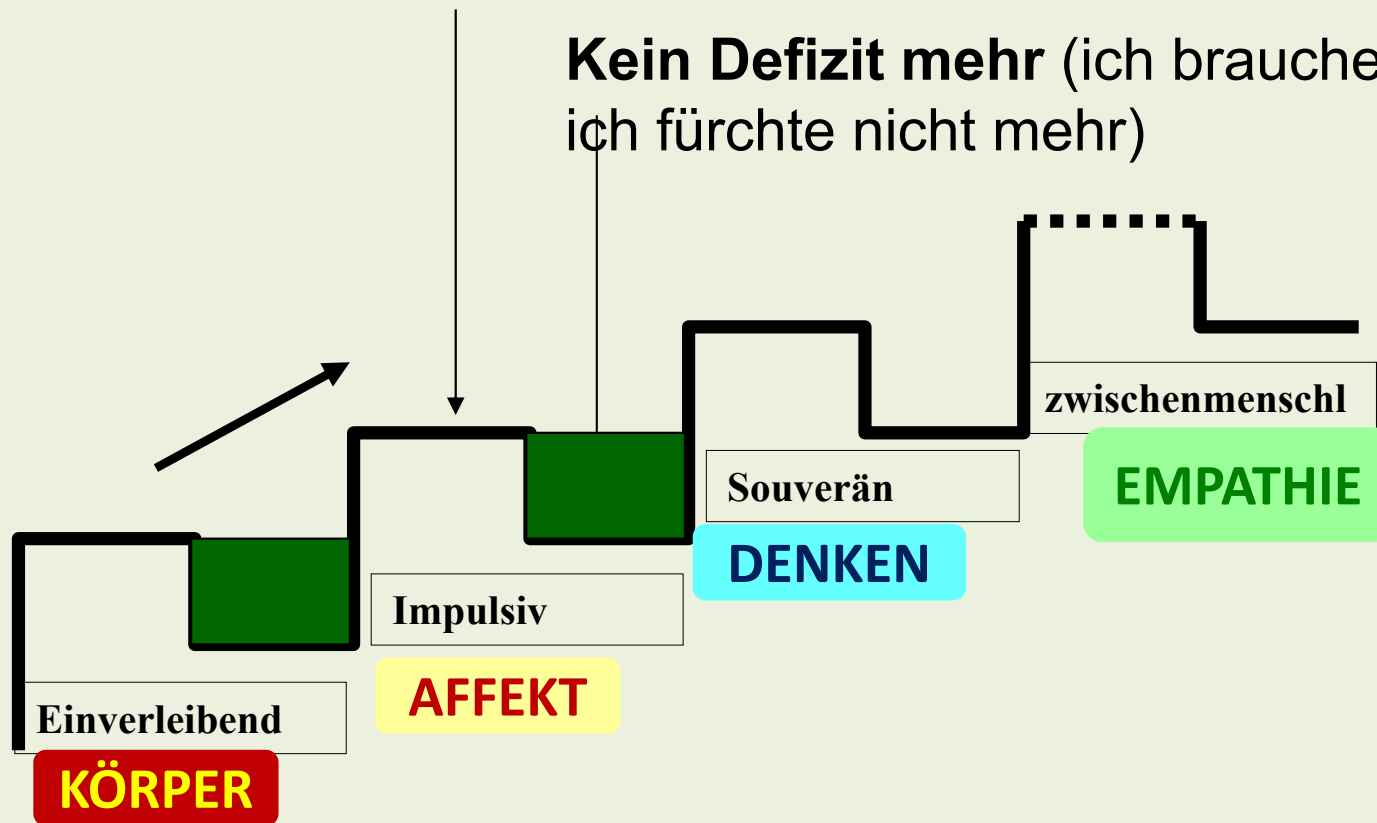 Kein Defizit mehr (ich brauche
ich fürchte nicht mehr)
zwischenmenschl
EMPATHIE
Souverän
DENKEN
Impulsiv
AFFEKT
Einverleibend
KÖRPER